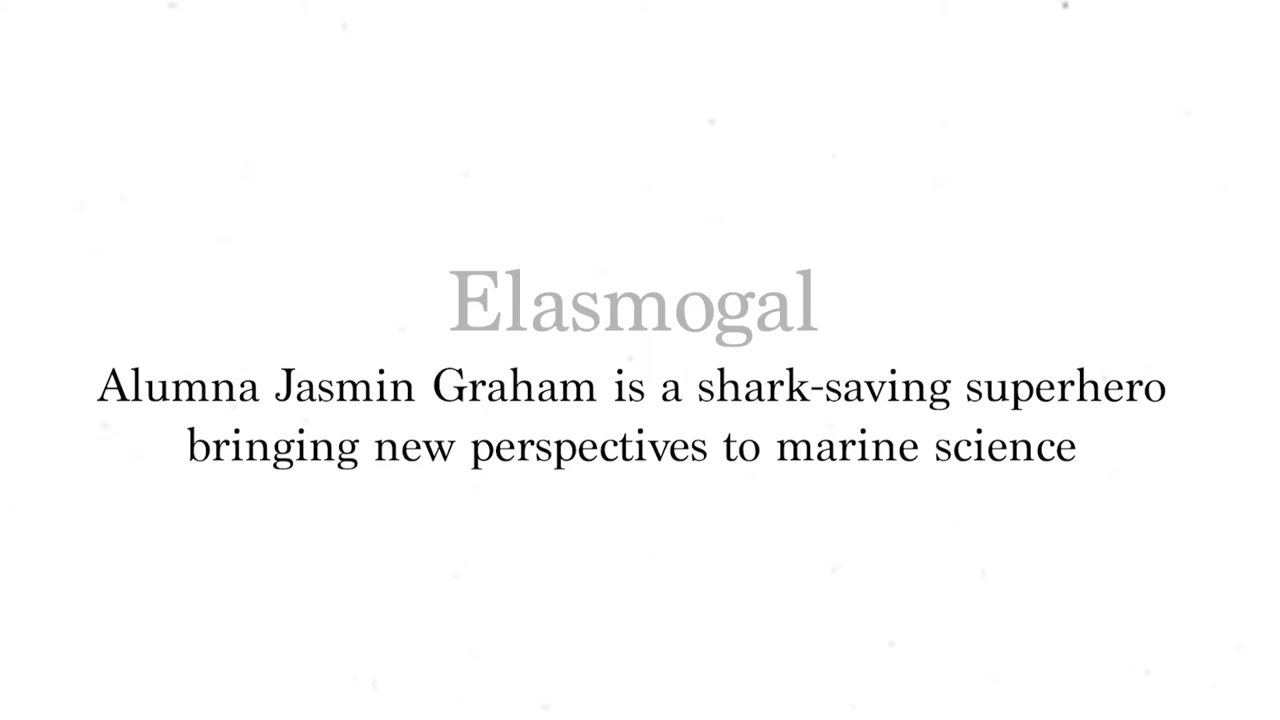 Elasmogal
Alumna Jasmin Graham is a shark-saving superhero
bringing new perspectives to marine science